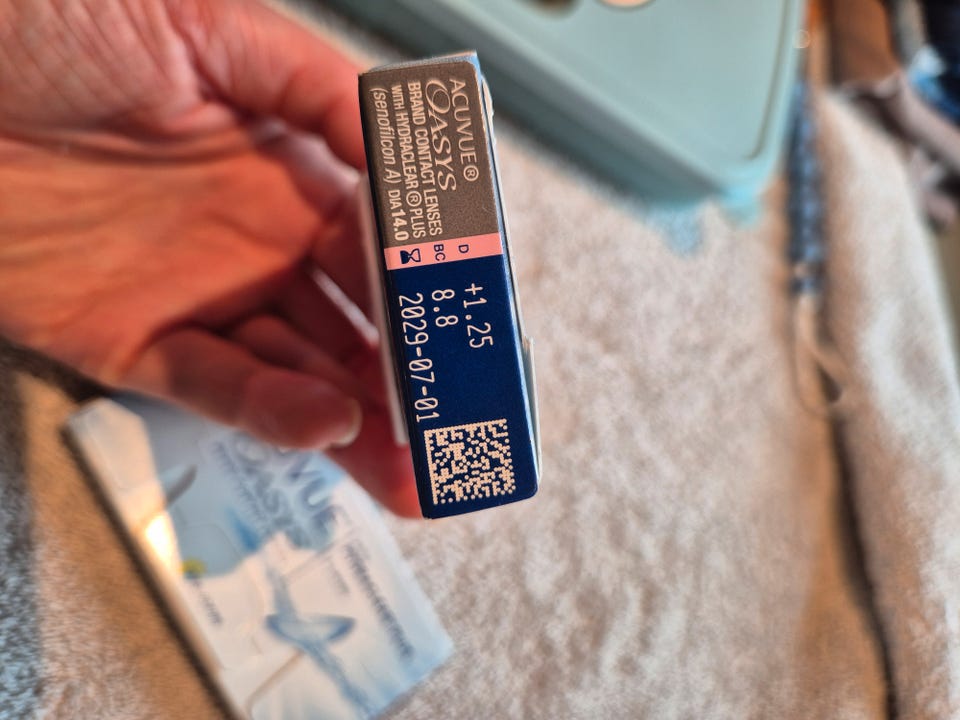 ACUVUE®
OASYS
BRAND CONTACT LENSES
WITH HYDRACLEAR® PLUS
(senofilcon A) DIA14.0
D +1.25
BC 8.8
2029-07-01